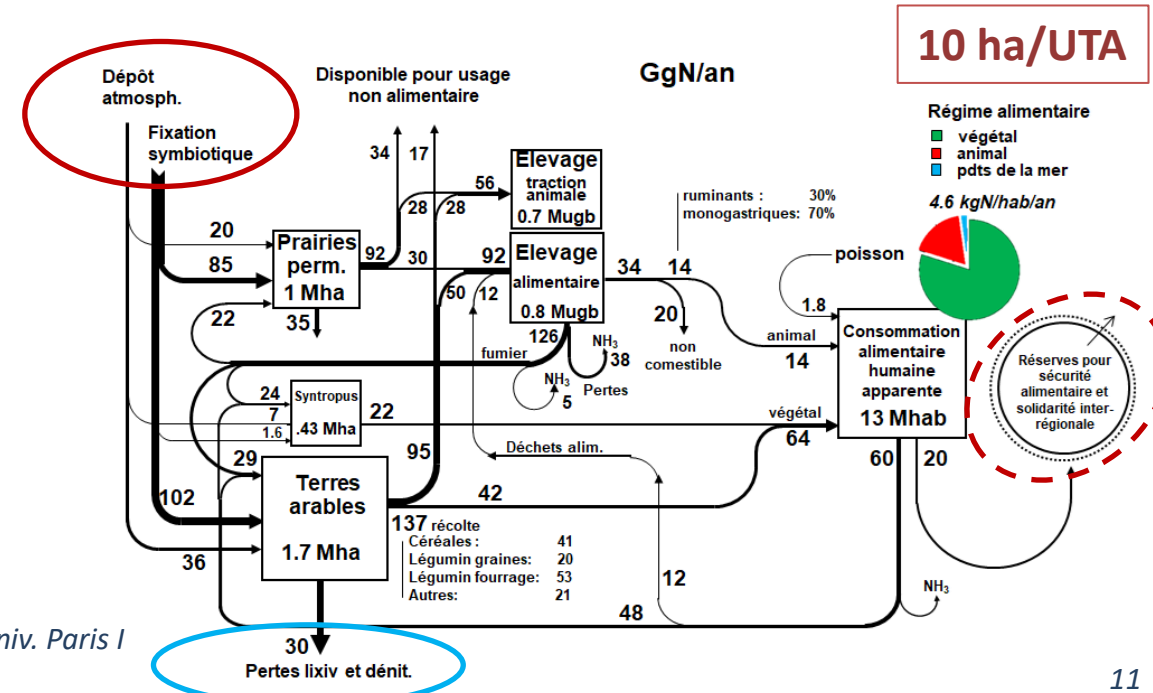 10 ha/UTA
GgN/an
Dépôt
atmosph.
Fixation
symbiotique
Disponible pour usage
non alimentaire
Régime alimentaire
végétal
animal
pdts de la mer
4.6 kgN/hab/an
34
17
56
28
28
Elevage
traction
animale
0.7 Mugb
ruminants : 30%
monogastriques: 70%
20
85
22
Prairies
perm.
1 Mha
35
92
30
92
50
12
Elevage
alimentaire
0.8 Mugb
126
34
14
20
non
comestible
poisson
1.8
animal
14
fumier
NH3
5
NH3
38
Pertes
Consommation
alimentaire
humaine
apparente
13 Mhab
Réserves pour
sécurité
alimentaire et
solidarité inter-
régionale
24
7
1.6
Syntropus
.43 Mha
22
végétal
64
60
20
Déchets alim.
95
29
102
36
Terres
arables
1.7 Mha
42
137 récolte
Céréales : 41
Légumin graines: 20
Légumin fourrage: 53
Autres: 21
12
48
NH3
30
Pertes lixiv et dénit.
niv. Paris I
11